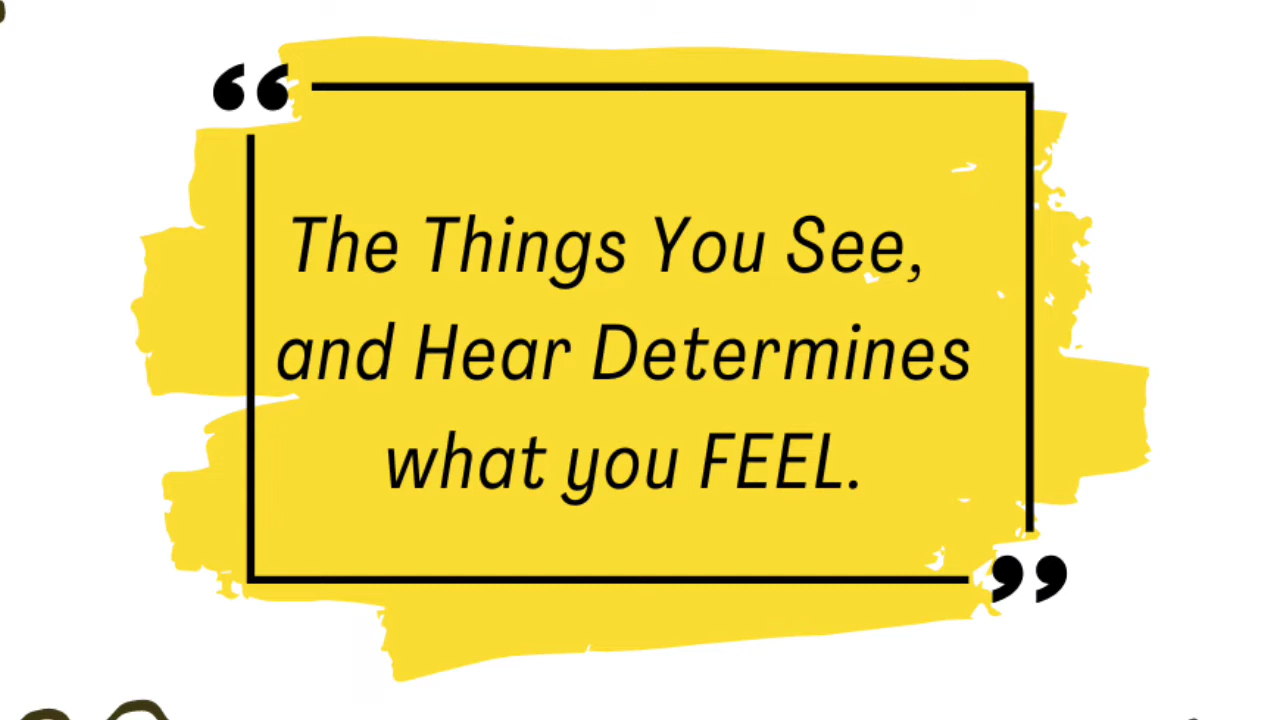 “
The Things You See,
and Hear Determines
what you FEEL.
”